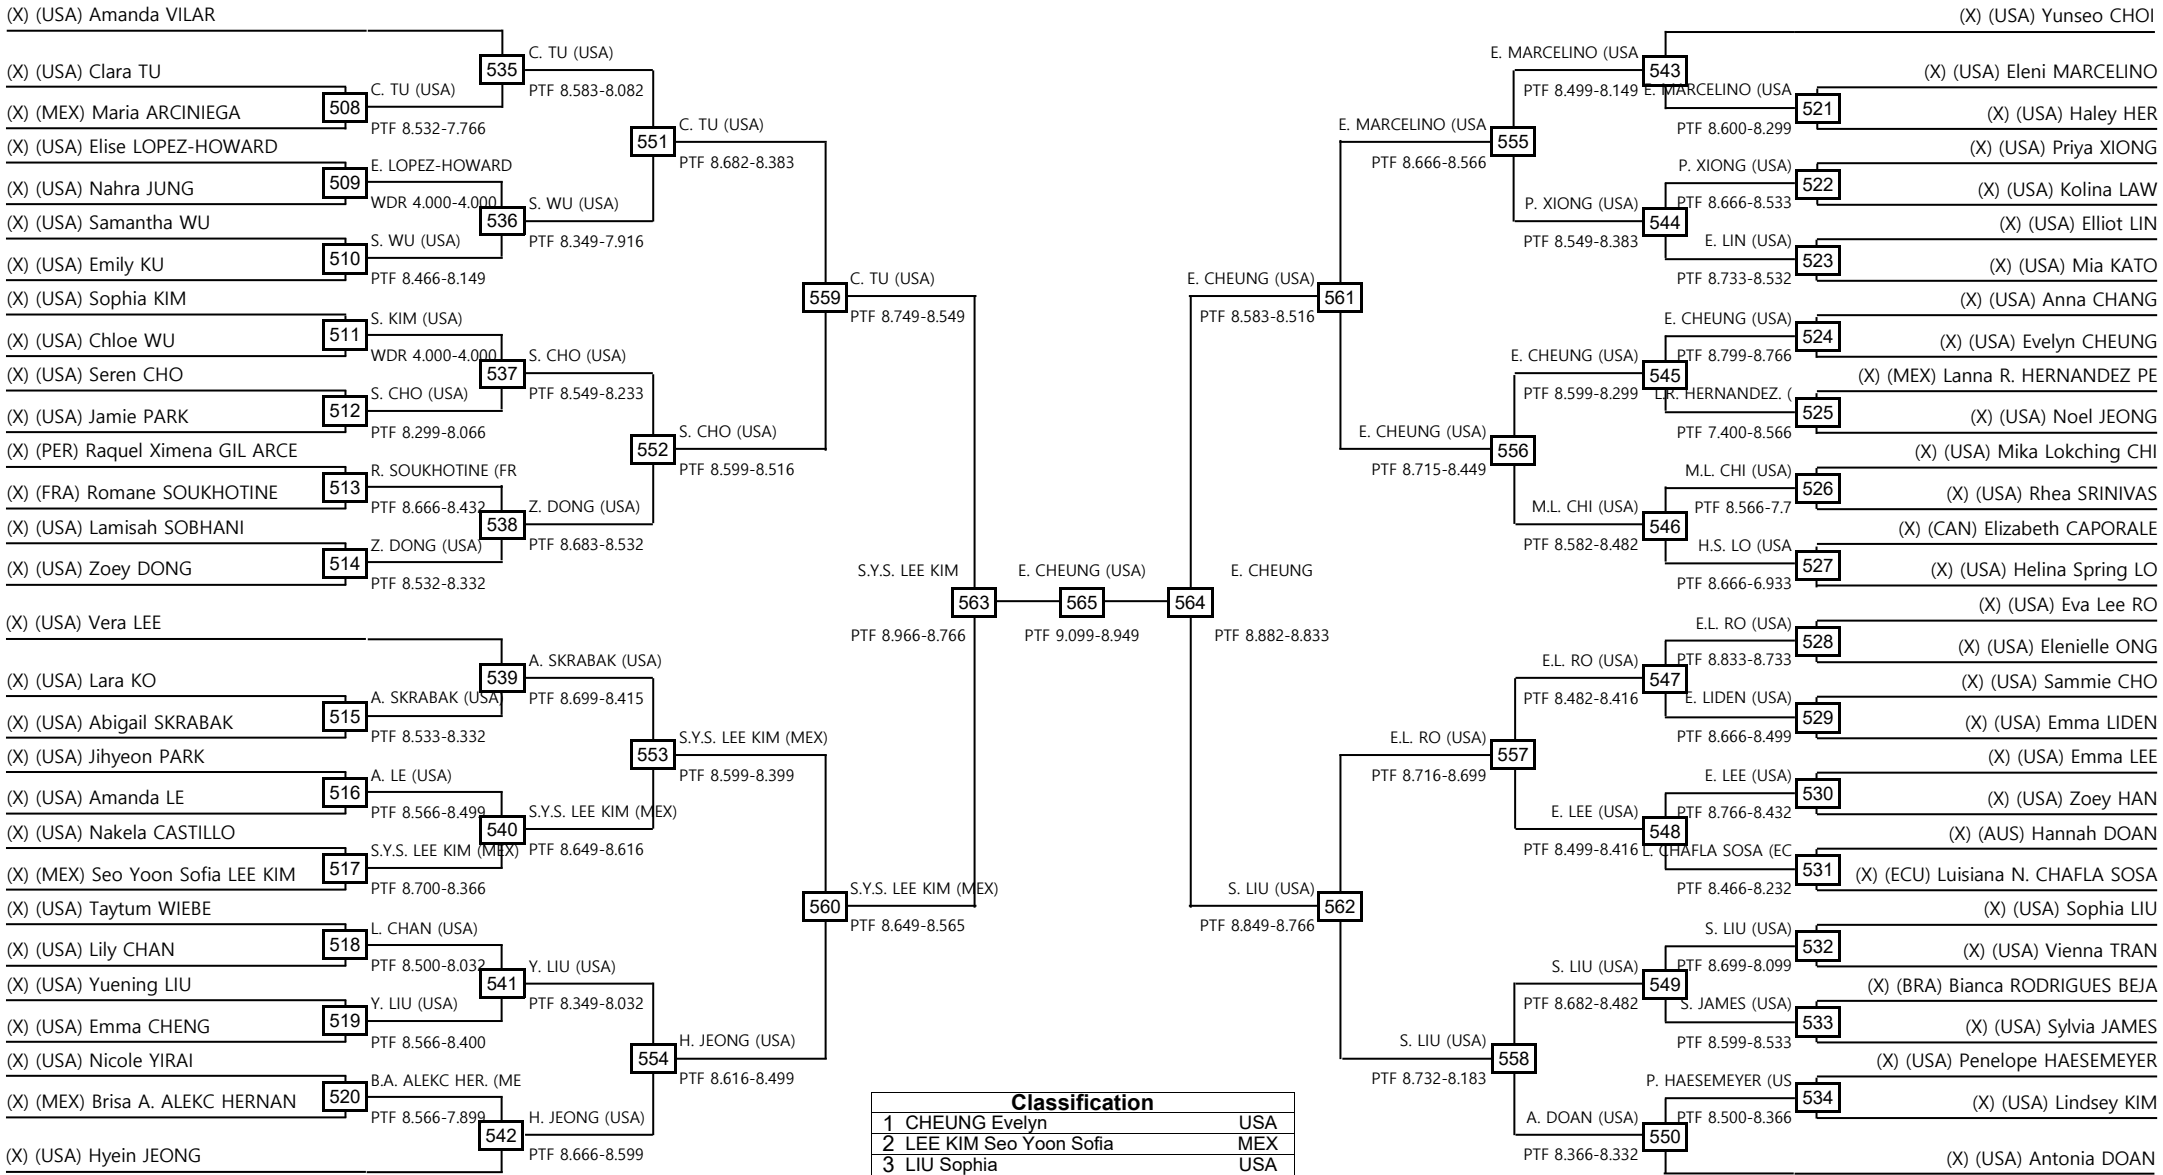 (X) (USA) Amanda VILAR
(X) (USA) Clara TU
(X) (MEX) Maria ARCINIEGA
(X) (USA) Elise LOPEZ-HOWARD
(X) (USA) Nahra JUNG
(X) (USA) Samantha WU
(X) (USA) Emily KU
(X) (USA) Sophia KIM
(X) (USA) Chloe WU
(X) (USA) Seren CHO
(X) (USA) Jamie PARK
(X) (PER) Raquel Ximena GIL ARCE
(X) (FRA) Romane SOUKHOTINE
(X) (USA) Lamisah SOBHANI
(X) (USA) Zoey DONG
(X) (USA) Vera LEE
(X) (USA) Lara KO
(X) (USA) Abigail SKRABAK
(X) (USA) Jihyeon PARK
(X) (USA) Amanda LE
(X) (USA) Nakela CASTILLO
(X) (MEX) Seo Yoon Sofia LEE KIM
(X) (USA) Taytum WIEBE
(X) (USA) Lily CHAN
(X) (USA) Yuening LIU
(X) (USA) Emma CHENG
(X) (USA) Nicole YIRAI
(X) (MEX) Brisa A. ALEKC HERNAN
(X) (USA) Hyein JEONG
508
C. TU (USA)
PTF 8.532-7.766
509
E. LOPEZ-HOWARD
WDR 4.000-4.000
510
S. WU (USA)
PTF 8.466-8.149
511
S. KIM (USA)
WDR 4.000-4.000
512
S. CHO (USA)
PTF 8.299-8.066
513
R. SOUKHOTINE (FR
PTF 8.666-8.432
514
Z. DONG (USA)
PTF 8.532-8.332
515
A. SKRABAK (USA)
PTF 8.533-8.332
516
A. LE (USA)
PTF 8.566-8.499
517
S.Y.S. LEE KIM (MEX)
PTF 8.700-8.366
518
L. CHAN (USA)
PTF 8.500-8.032
519
Y. LIU (USA)
PTF 8.566-8.400
520
B.A. ALEKC HER. (ME
PTF 8.566-7.899
535
C. TU (USA)
PTF 8.583-8.082
536
S. WU (USA)
PTF 8.349-7.916
537
S. CHO (USA)
PTF 8.549-8.233
538
Z. DONG (USA)
PTF 8.683-8.532
539
A. SKRABAK (USA)
PTF 8.699-8.415
540
S.Y.S. LEE KIM (MEX)
PTF 8.649-8.616
541
Y. LIU (USA)
PTF 8.349-8.032
542
H. JEONG (USA)
PTF 8.666-8.599
551
C. TU (USA)
PTF 8.682-8.383
552
S. CHO (USA)
PTF 8.599-8.516
553
S.Y.S. LEE KIM (MEX)
PTF 8.599-8.399
554
H. JEONG (USA)
PTF 8.616-8.499
559
C. TU (USA)
PTF 8.749-8.549
560
S.Y.S. LEE KIM (MEX)
PTF 8.649-8.565
S.Y.S. LEE KIM
563
PTF 8.966-8.766
E. CHEUNG (USA)
565
PTF 9.099-8.949
E. CHEUNG
564
PTF 8.882-8.833
E. CHEUNG (USA)
561
PTF 8.583-8.516
S. LIU (USA)
562
PTF 8.849-8.766
E. MARCELINO (USA
555
PTF 8.666-8.566
E. CHEUNG (USA)
556
PTF 8.715-8.449
E.L. RO (USA)
557
PTF 8.716-8.699
S. LIU (USA)
558
PTF 8.732-8.183
E. MARCELINO (USA
543
PTF 8.499-8.149
P. XIONG (USA)
544
PTF 8.549-8.383
E. CHEUNG (USA)
545
PTF 8.599-8.299
M.L. CHI (USA)
546
PTF 8.582-8.482
E.L. RO (USA)
547
PTF 8.482-8.416
E. LEE (USA)
548
PTF 8.499-8.416
S. LIU (USA)
549
PTF 8.682-8.482
A. DOAN (USA)
550
PTF 8.366-8.332
E. MARCELINO (USA
521
PTF 8.600-8.299
P. XIONG (USA)
522
PTF 8.666-8.533
E. LIN (USA)
523
PTF 8.733-8.532
E. CHEUNG (USA)
524
PTF 8.799-8.766
L.R. HERNANDEZ. (
525
PTF 7.400-8.566
M.L. CHI (USA)
526
PTF 8.566-7.7
H.S. LO (USA
527
PTF 8.666-6.933
E.L. RO (USA)
528
PTF 8.833-8.733
E. LIDEN (USA)
529
PTF 8.666-8.499
E. LEE (USA)
530
PTF 8.766-8.432
L. CHAFLA SOSA (EC
531
PTF 8.466-8.232
S. LIU (USA)
532
PTF 8.699-8.099
S. JAMES (USA)
533
PTF 8.599-8.533
P. HAESEMEYER (US
534
PTF 8.500-8.366
(X) (USA) Yunseo CHOI
(X) (USA) Eleni MARCELINO
(X) (USA) Haley HER
(X) (USA) Priya XIONG
(X) (USA) Kolina LAW
(X) (USA) Elliot LIN
(X) (USA) Mia KATO
(X) (USA) Anna CHANG
(X) (USA) Evelyn CHEUNG
(X) (MEX) Lanna R. HERNANDEZ PE
(X) (USA) Noel JEONG
(X) (USA) Mika Lokching CHI
(X) (USA) Rhea SRINIVAS
(X) (CAN) Elizabeth CAPORALE
(X) (USA) Helina Spring LO
(X) (USA) Eva Lee RO
(X) (USA) Elenielle ONG
(X) (USA) Sammie CHO
(X) (USA) Emma LIDEN
(X) (USA) Emma LEE
(X) (USA) Zoey HAN
(X) (AUS) Hannah DOAN
(X) (ECU) Luisiana N. CHAFLA SOSA
(X) (USA) Sophia LIU
(X) (USA) Vienna TRAN
(X) (BRA) Bianca RODRIGUES BEJA
(X) (USA) Sylvia JAMES
(X) (USA) Penelope HAESEMEYER
(X) (USA) Lindsey KIM
(X) (USA) Antonia DOAN
Classification
1 CHEUNG Evelyn USA
2 LEE KIM Seo Yoon Sofia MEX
3 LIU Sophia USA